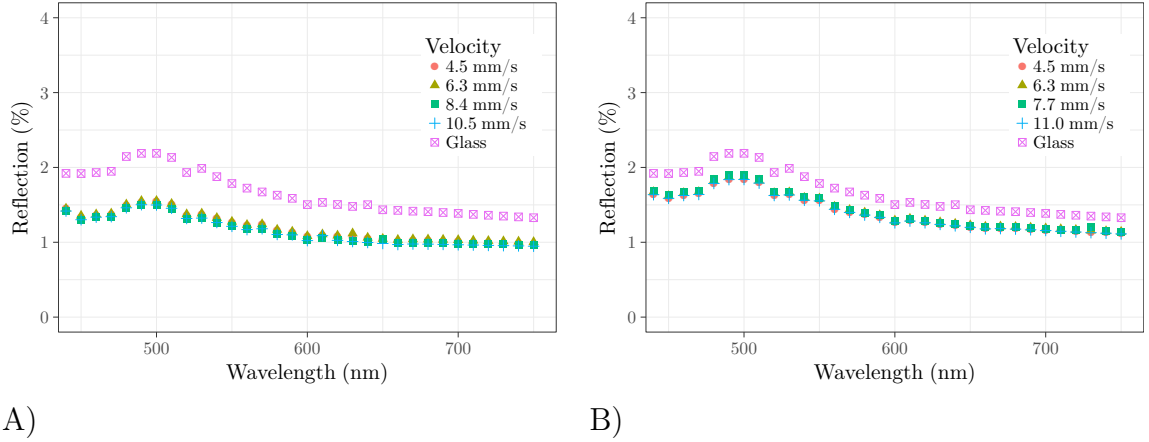 4
3
2
1
0
Reflection (%)
500
600
700
Wavelength (nm)
Velocity
4.5 mm/s
6.3 mm/s
8.4 mm/s
10.5 mm/s
Glass
A)
4
3
2
1
0
Reflection (%)
500
600
700
Wavelength (nm)
Velocity
4.5 mm/s
6.3 mm/s
7.7 mm/s
11.0 mm/s
Glass
B)